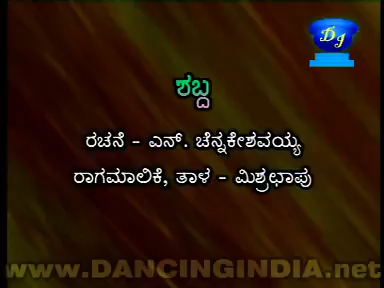 DJ
ಶಬ್ದ
ರಚನೆ - ಎನ್. ಚೆನ್ನಕೇಶವಯ್ಯ
ರಾಗಮಾಲಿಕೆ, ತಾಳ - ಮಿಶ್ರಛಾಪು
www.DANCINGINDIA.net